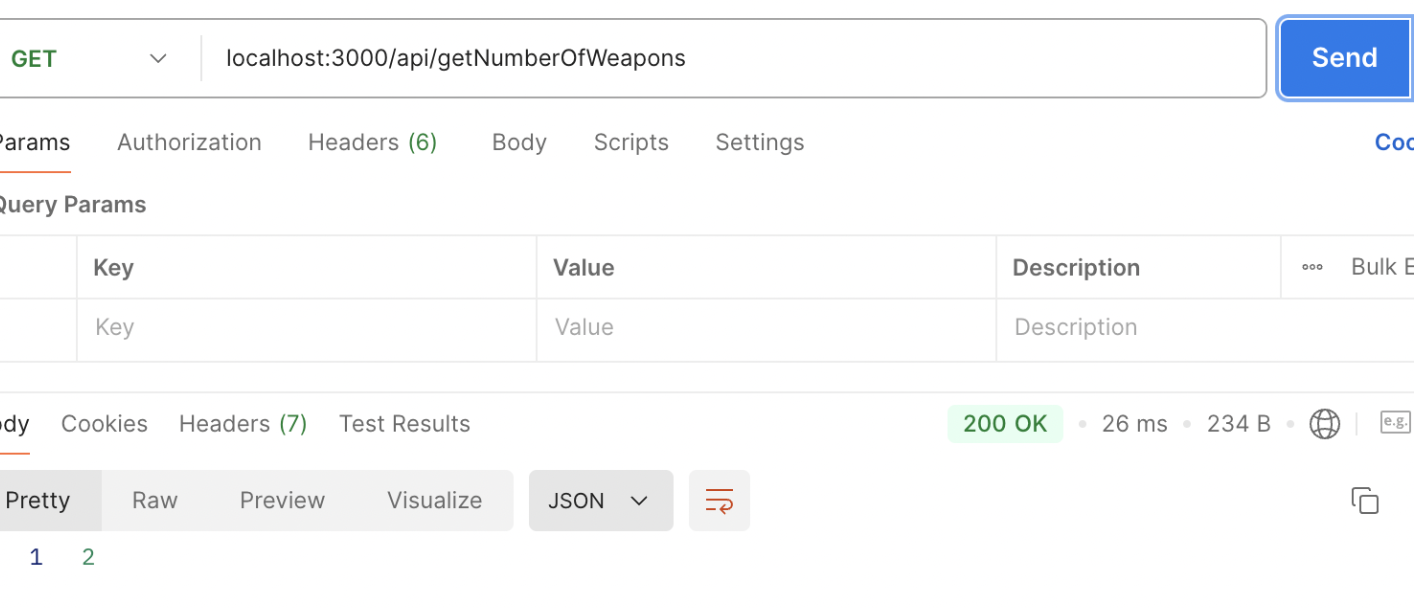 GET localhost:3000/api/getNumberOfWeapons Send
Params Authorization Headers (6) Body Scripts Settings Coo
Query Params
Key Value Description ooo Bulk E
Key Value Description
ody Cookies Headers (7) Test Results 200 OK • 26 ms • 234 B • e.g.
Pretty Raw Preview Visualize JSON
1 2